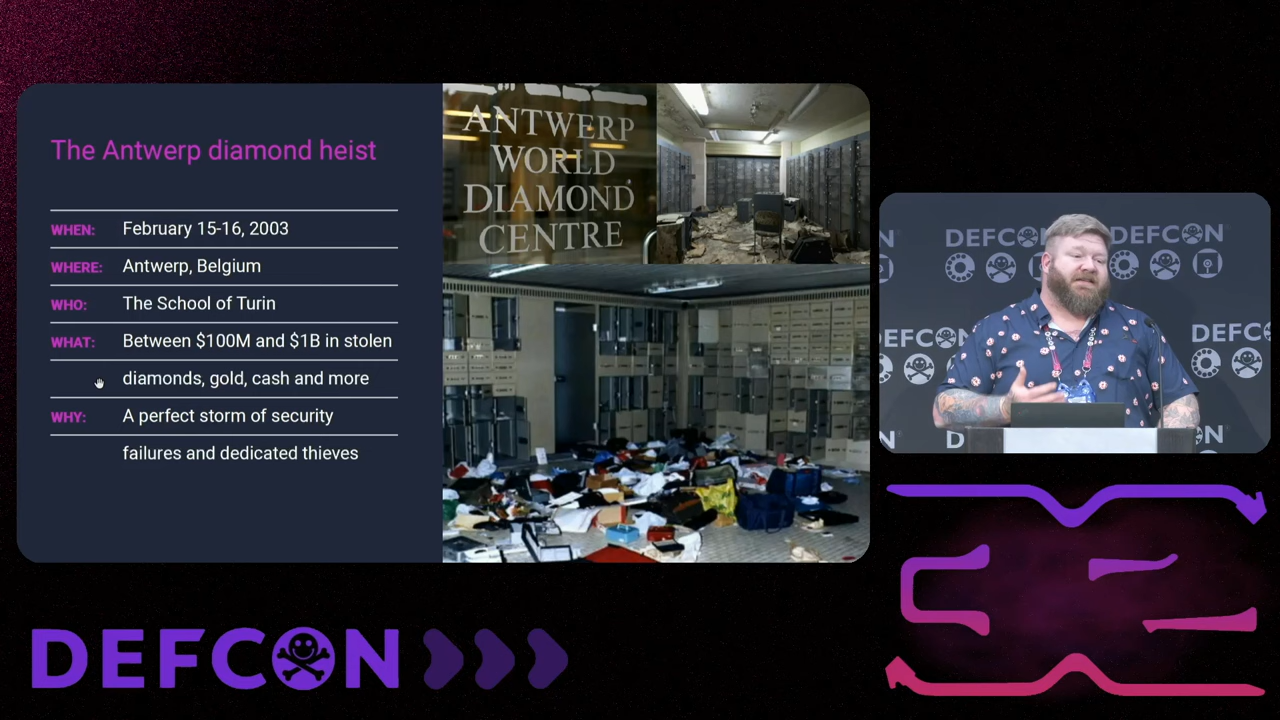 The Antwerp diamond heist
WHEN: February 15-16, 2003
WHERE: Antwerp, Belgium
WHO: The School of Turin
WHAT: Between $100M and $1B in stolen
diamonds, gold, cash and more
WHY: A perfect storm of security
failures and dedicated thieves
ANTWERP
WORLD
DIAMOND
CENTRE
N
DEFCON
DEFCON
DEFCON
DEFC
D
N
DEFCON